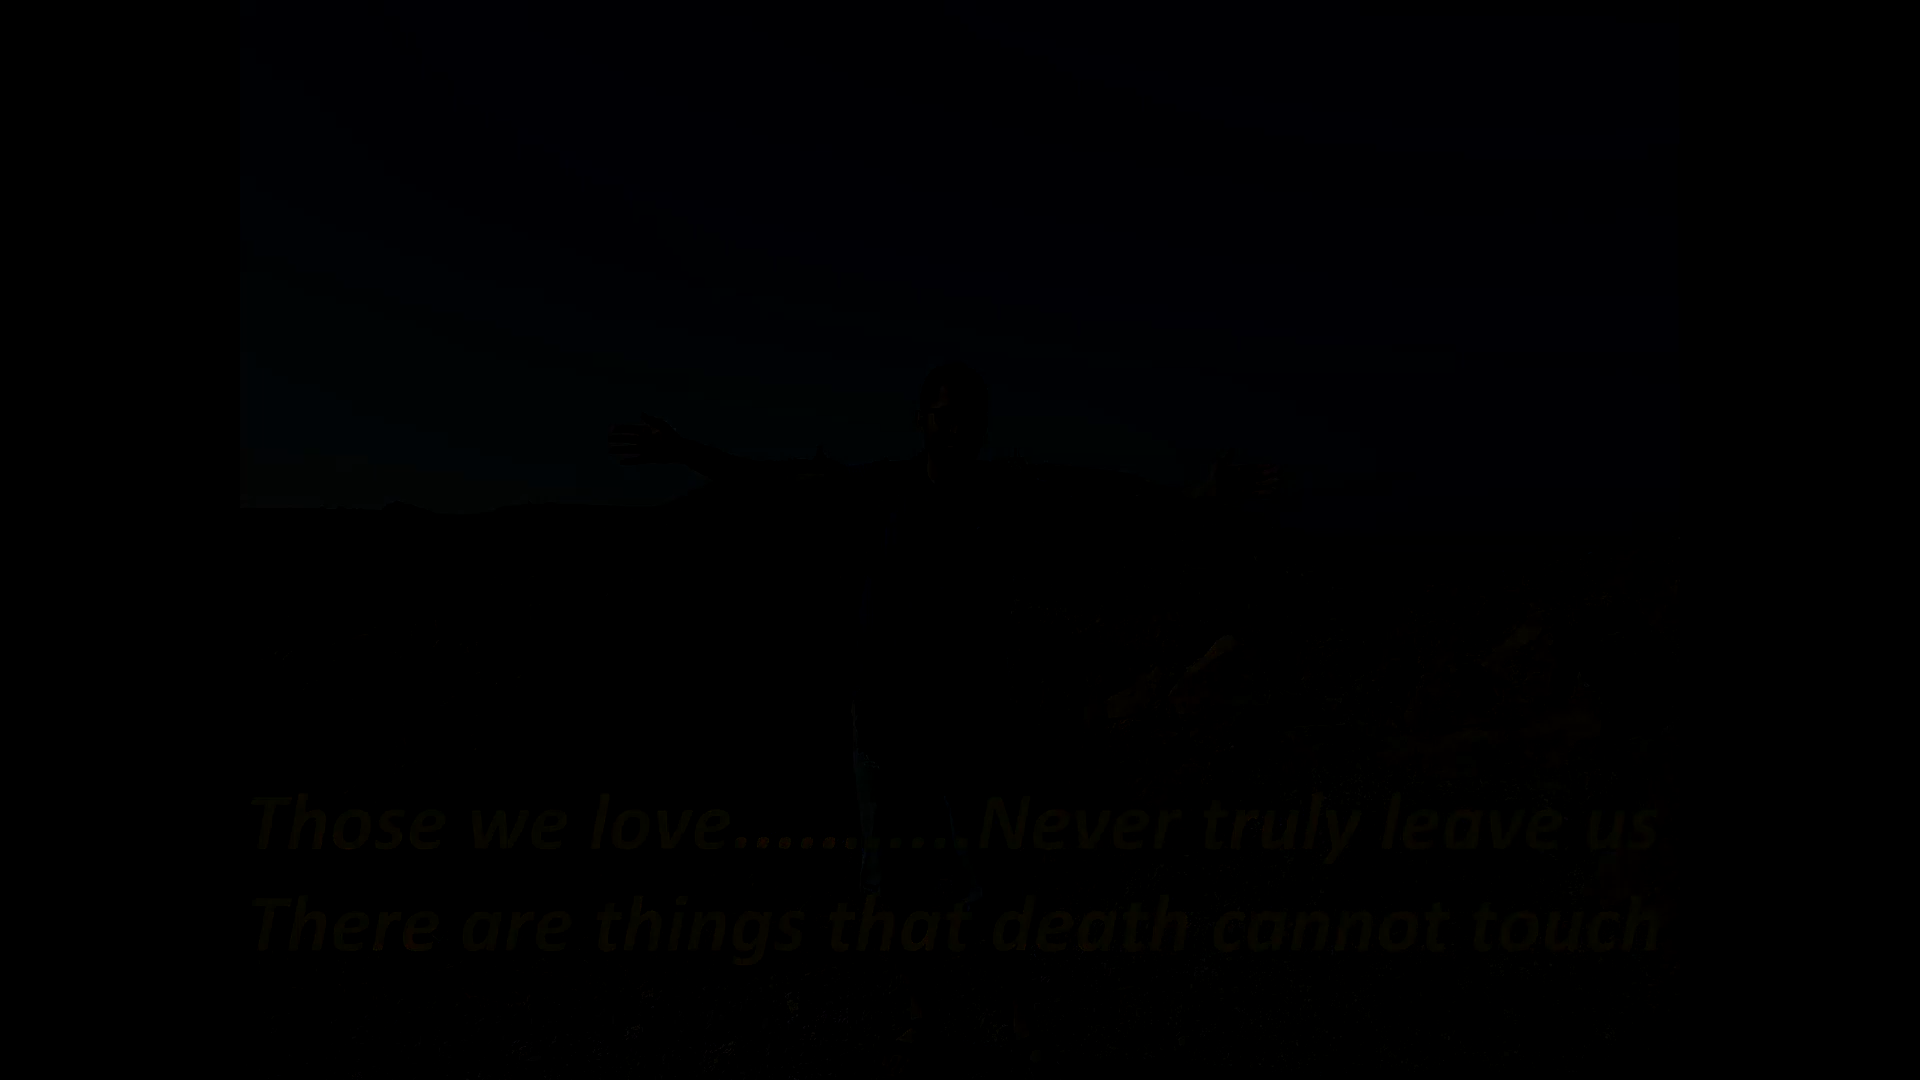 Those we love...........Never truly leave us
There are things that death cannot touch